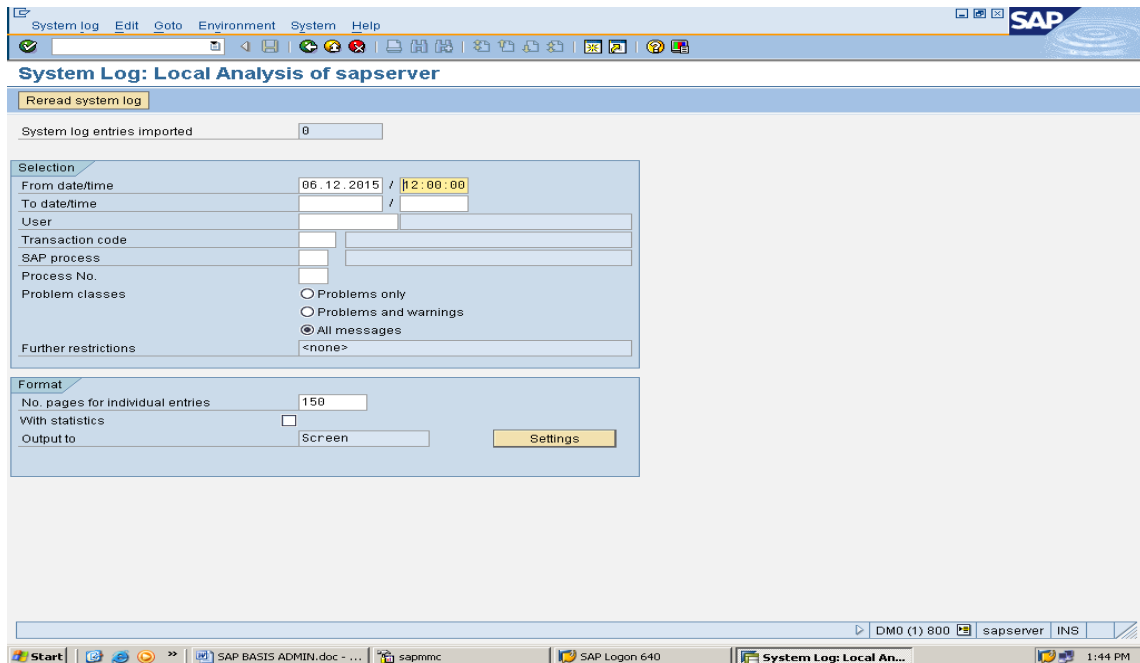 System log Edit Goto Environment System Help
SAP
System Log: Local Analysis of sapserver
Reread system log
System log entries imported 0
Selection
From date/time 06.12.2015 / 12:00:00
To date/time /
User
Transaction code
SAP process
Process No.
Problem classes Problems only
Problems and warnings
All messages
Further restrictions <none>
Format
No. pages for individual entries 150
With statistics
Output to Screen Settings
DM0 (1) 800 sapserver INS
Start » SAP BASIS ADMIN.doc - ... sapmmc SAP Logon 640 System Log: Local An... 1:44 PM